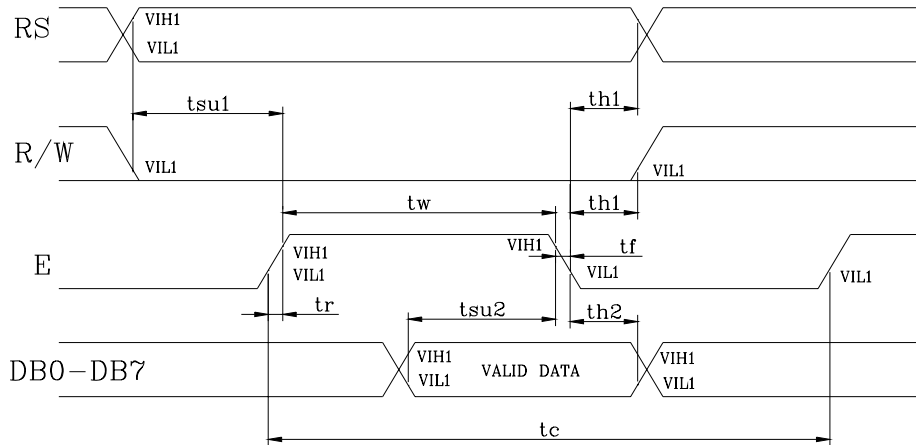 RS
VIH1
VIL1
tsu1
th1
R/W
VIL1
VIL1
tw
th1
E
VIH1
VIL1
VIH1
tf
VIL1
VIL1
tr
tsu2
th2
DB0-DB7
VIH1
VIL1
VALID DATA
VIH1
VIL1
tc